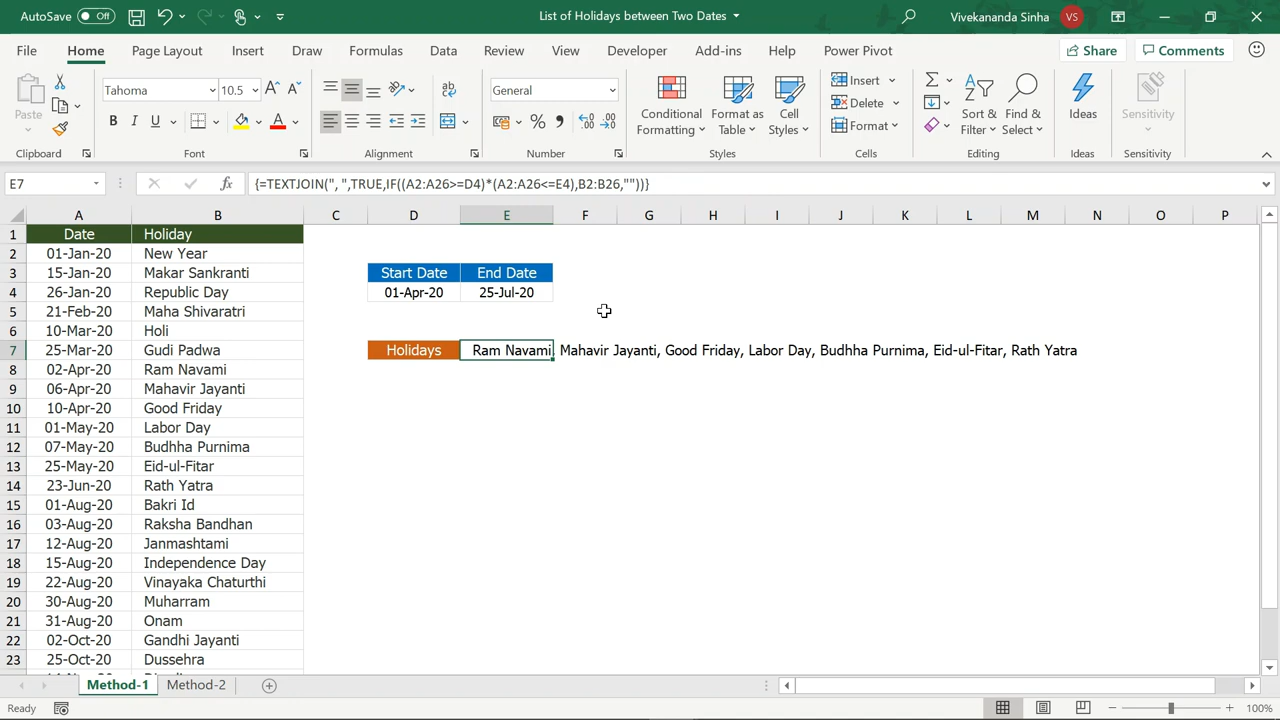 AutoSave Off List of Holidays between Two Dates Vivekananda Sinha VS
File Home Page Layout Insert Draw Formulas Data Review View Developer Add-ins Help Power Pivot Share Comments
Paste
Tahoma 10.5
B I U
General
Conditional Formatting
Format as Table
Cell Styles
Insert
Delete
Format
Sort & Filter
Find & Select
Ideas
Sensitivity
Clipboard Font Alignment Number Styles Cells Editing Ideas Sensitivity
E7 fx {=TEXTJOIN(", ",TRUE,IF((A2:A26>=D4)*(A2:A26<=E4),B2:B26,""))}
A B C D E F G H I J K L M N O P
1 Date Holiday
2 01-Jan-20 New Year
3 15-Jan-20 Makar Sankranti Start Date End Date
4 26-Jan-20 Republic Day 01-Apr-20 25-Jul-20
5 21-Feb-20 Maha Shivaratri
6 10-Mar-20 Holi
7 25-Mar-20 Gudi Padwa Holidays Ram Navami, Mahavir Jayanti, Good Friday, Labor Day, Budhha Purnima, Eid-ul-Fitar, Rath Yatra
8 02-Apr-20 Ram Navami
9 06-Apr-20 Mahavir Jayanti
10 10-Apr-20 Good Friday
11 01-May-20 Labor Day
12 07-May-20 Budhha Purnima
13 25-May-20 Eid-ul-Fitar
14 23-Jun-20 Rath Yatra
15 01-Aug-20 Bakri Id
16 03-Aug-20 Raksha Bandhan
17 12-Aug-20 Janmashtami
18 15-Aug-20 Independence Day
19 22-Aug-20 Vinayaka Chaturthi
20 30-Aug-20 Muharram
21 31-Aug-20 Onam
22 02-Oct-20 Gandhi Jayanti
23 25-Oct-20 Dussehra
Method-1 Method-2
Ready 100%